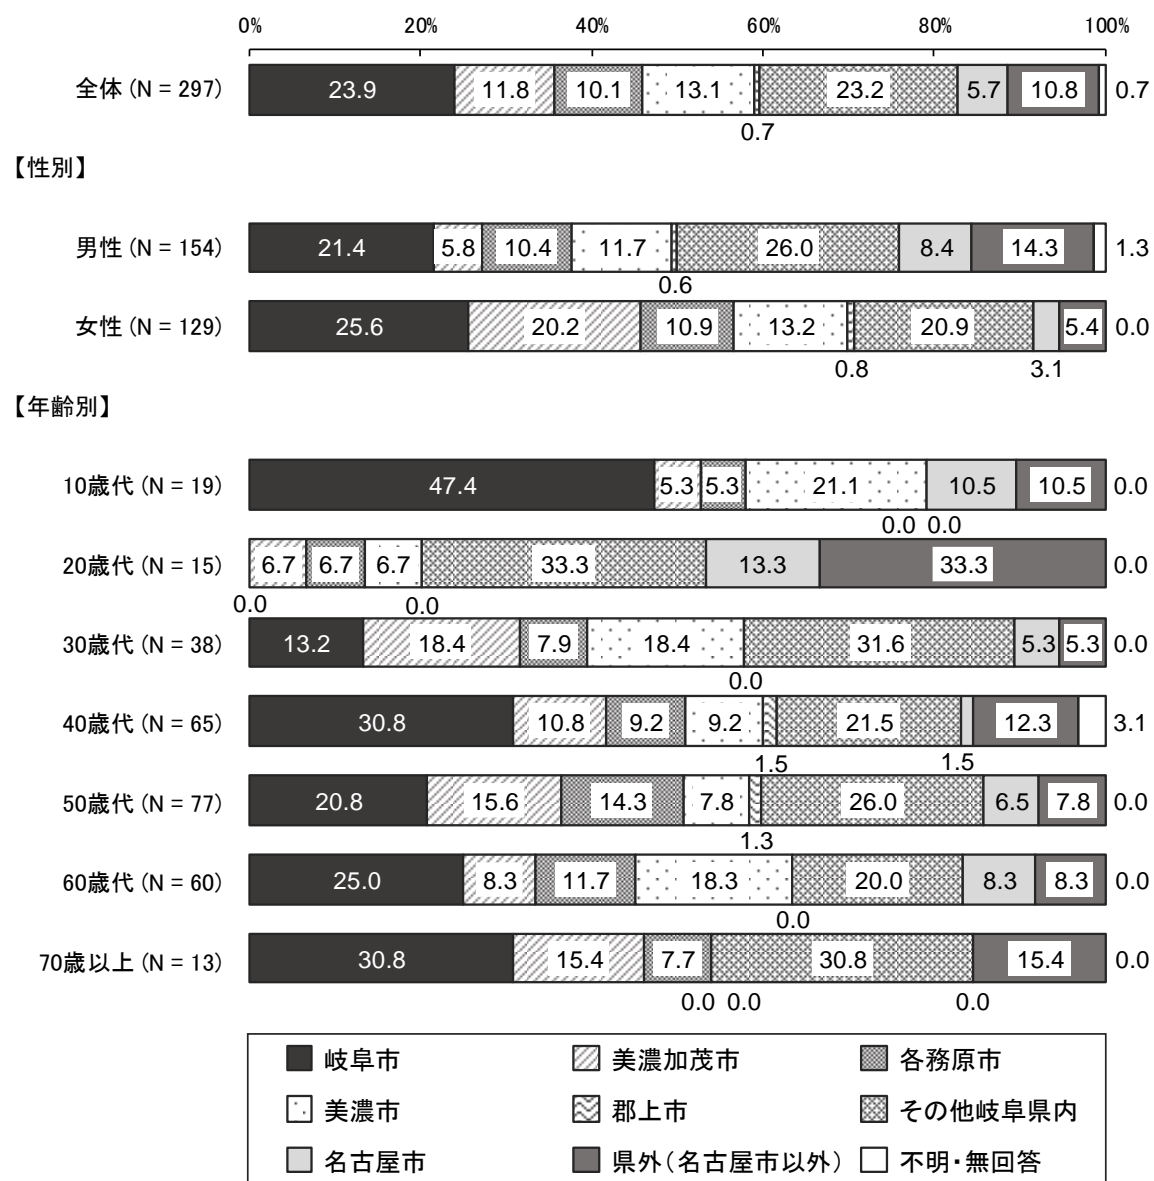 0% 20% 40% 60% 80% 100%
全体 (N = 297) 23.9 11.8 10.1 13.1 23.2 5.7 10.8 0.7
0.7
【性別】
男性 (N = 154) 21.4 5.8 10.4 11.7 26.0 8.4 14.3 1.3
0.6
女性 (N = 129) 25.6 20.2 10.9 13.2 20.9 5.4 0.0
0.8 3.1
【年齢別】
10歳代 (N = 19) 47.4 5.3 5.3 21.1 10.5 10.5 0.0
0.0 0.0
20歳代 (N = 15) 6.7 6.7 6.7 33.3 13.3 33.3 0.0
0.0 0.0
30歳代 (N = 38) 13.2 18.4 7.9 18.4 31.6 5.3 5.3 0.0
0.0
40歳代 (N = 65) 30.8 10.8 9.2 9.2 21.5 12.3 3.1
1.5 1.5
50歳代 (N = 77) 20.8 15.6 14.3 7.8 26.0 6.5 7.8 0.0
1.3
60歳代 (N = 60) 25.0 8.3 11.7 18.3 20.0 8.3 8.3 0.0
0.0
70歳以上 (N = 13) 30.8 15.4 7.7 30.8 15.4 0.0
0.0 0.0 0.0
岐阜市 美濃加茂市 各務原市
美濃市 郡上市 その他岐阜県内
名古屋市 県外(名古屋市以外) 不明・無回答